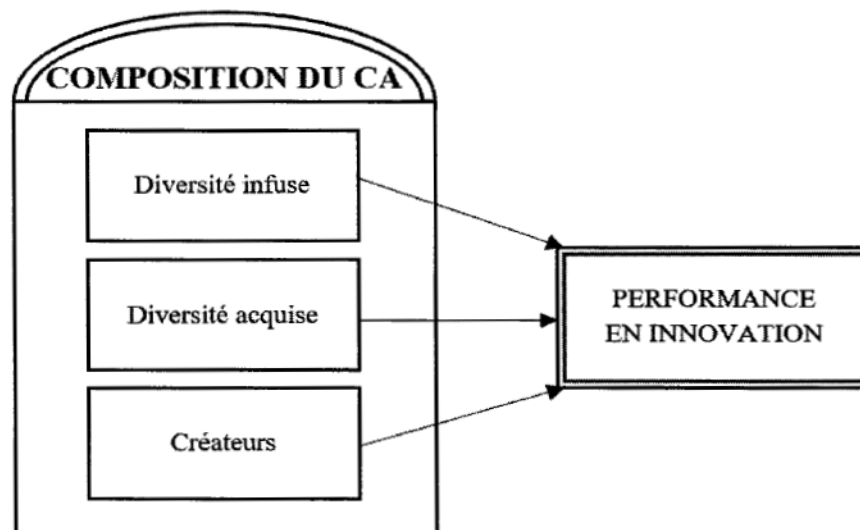 COMPOSITION DU CA
Diversité infuse
Diversité acquise
Créateurs
PERFORMANCE
EN INNOVATION